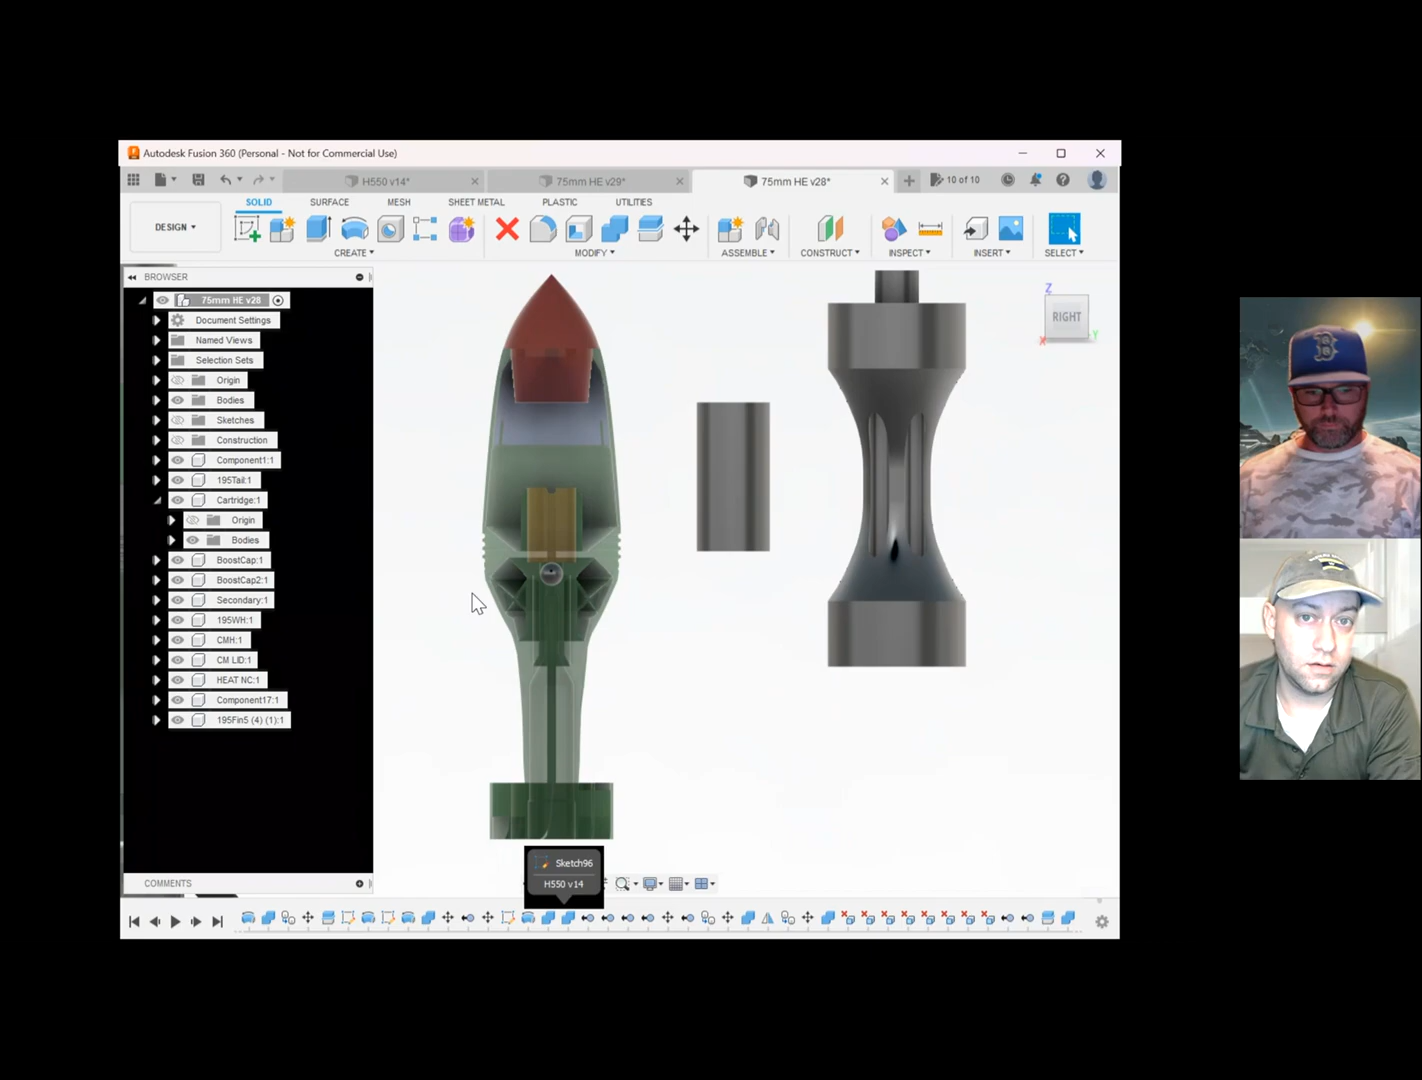 Autodesk Fusion 360 (Personal - Not for Commercial Use)
H550 v14*
75mm HE v29*
75mm HE v28*
10 of 10
SOLID
SURFACE
MESH
SHEET METAL
PLASTIC
UTILITIES
DESIGN
CREATE
MODIFY
ASSEMBLE
CONSTRUCT
INSPECT
INSERT
SELECT
BROWSER
75mm HE v28
Document Settings
Named Views
Selection Sets
Origin
Bodies
Sketches
Construction
Component1:1
195Tail:1
Cartridge:1
Origin
Bodies
BoostCap:1
BoostCap2:1
Secondary:1
195WH:1
CMH:1
CM LID:1
HEAT NC:1
Component17:1
195Fin5 (4) (1):1
Z
RIGHT
Y
X
Sketch96
H550 v14
COMMENTS
B